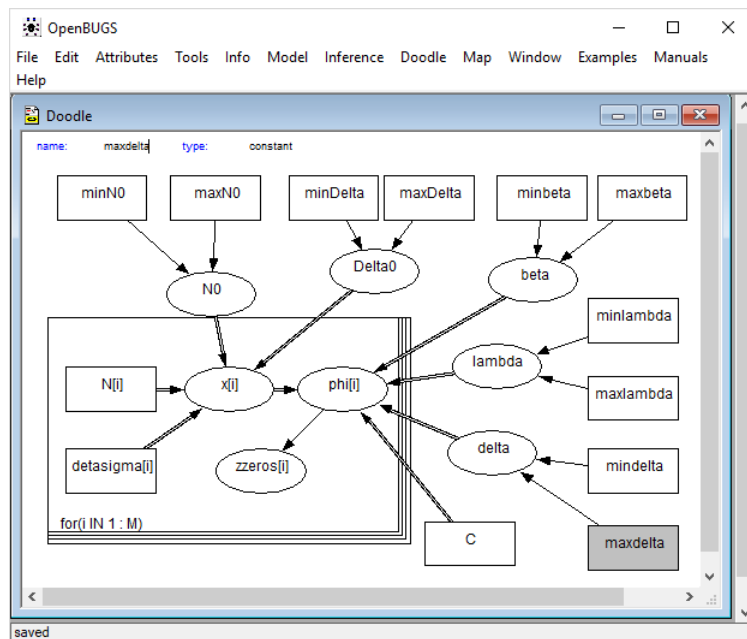 OpenBUGS
File Edit Attributes Tools Info Model Inference Doodle Map Window Examples Manuals
Help
Doodle
name: maxdelta type: constant
minN0 maxN0 minDelta maxDelta minbeta maxbeta
N0 Delta0 beta
minlambda
N[i] x[i] phi[i] lambda
maxlambda
detasigma[i] zzeros[i] delta mindelta
for(i IN 1 : M)
C maxdelta
saved